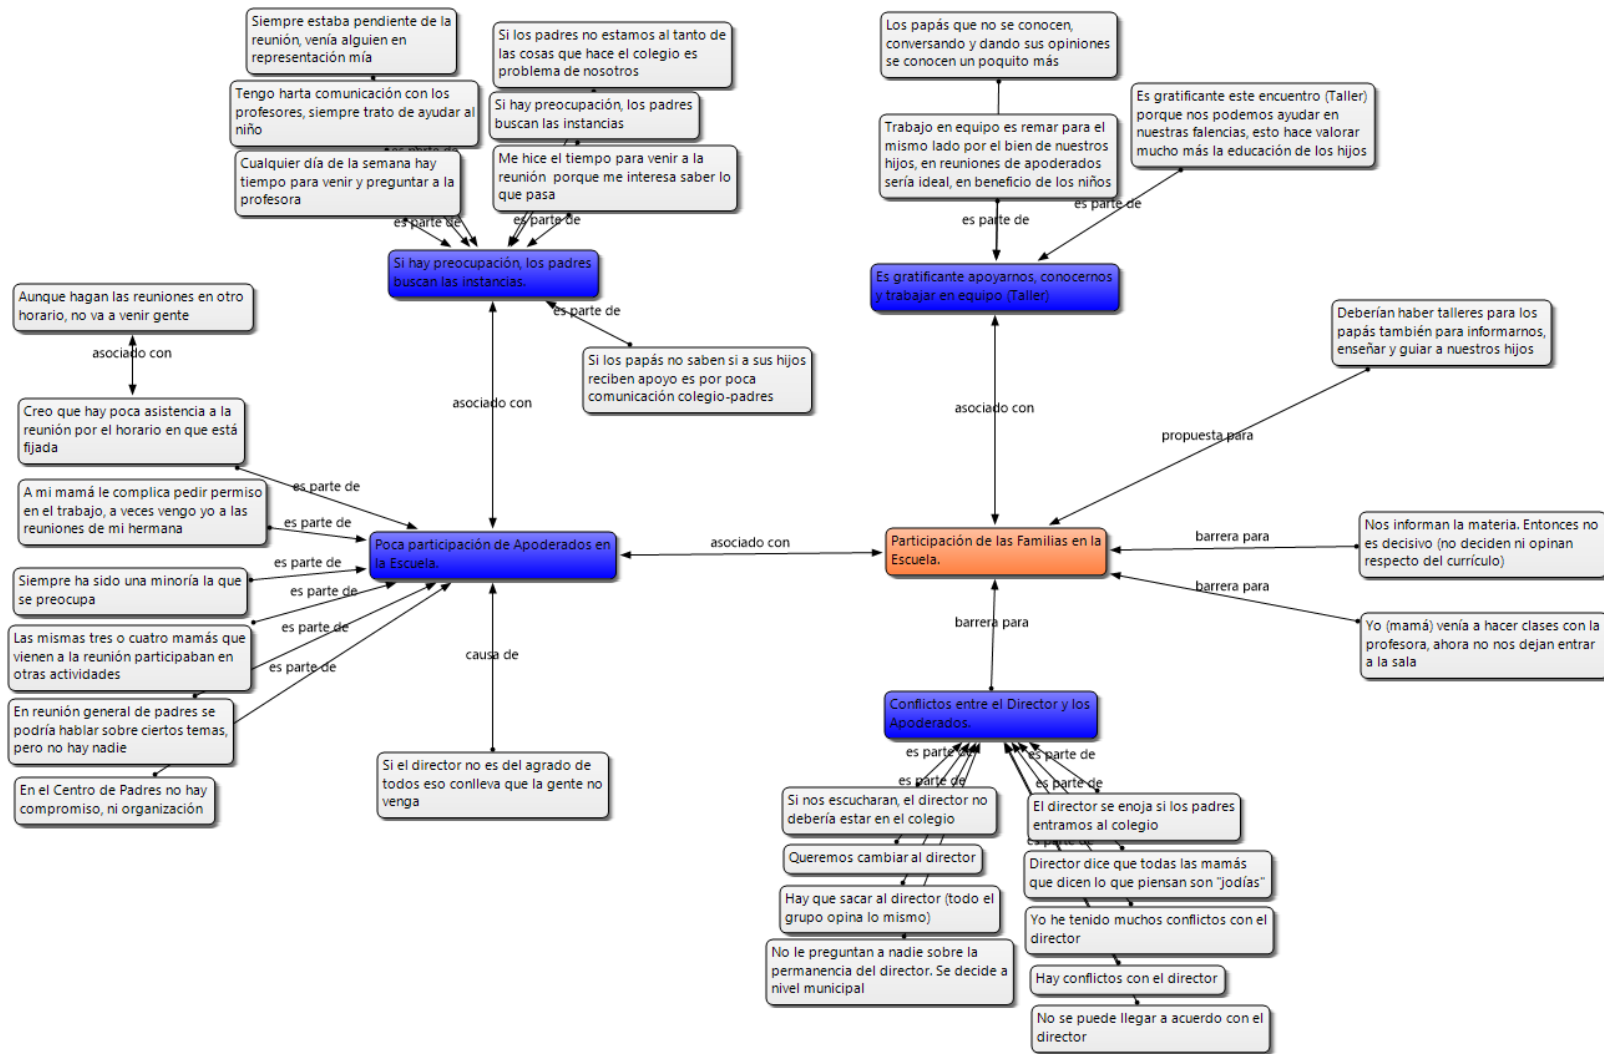 Siempre estaba pendiente de la
reunión, venía alguien en
representación mía
Si los padres no estamos al tanto de
las cosas que hace el colegio es
problema de nosotros
Los papás que no se conocen,
conversando y dando sus opiniones
se conocen un poquito más
Tengo harta comunicación con los
profesores, siempre trato de ayudar al
niño
Si hay preocupación, los padres
buscan las instancias
Es gratificante este encuentro (Taller)
porque nos podemos ayudar en
nuestras falencias, esto hace valorar
mucho más la educación de los hijos
Trabajo en equipo es remar para el
mismo lado por el bien de nuestros
hijos, en reuniones de apoderados
sería ideal, en beneficio de los niños
es parte de
Cualquier día de la semana hay
tiempo para venir y preguntar a la
profesora
Me hice el tiempo para venir a la
reunión porque me interesa saber lo
que pasa
es parte de
es parte de
es parte de
es parte de
Si hay preocupación, los padres
buscan las instancias.
Es gratificante apoyarnos, conocernos
y trabajar en equipo (Taller)
Aunque hagan las reuniones en otro
horario, no va a venir gente
es parte de
Deberían haber talleres para los
papás también para informarnos,
enseñar y guiar a nuestros hijos
asociado con
Si los papás no saben si a sus hijos
reciben apoyo es por poca
comunicación colegio-padres
Creo que hay poca asistencia a la
reunión por el horario en que está
fijada
asociado con
asociado con
propuesta para
es parte de
A mi mamá le complica pedir permiso
en el trabajo, a veces vengo yo a las
reuniones de mi hermana
es parte de
Poca participación de Apoderados en
la Escuela.
asociado con
Participación de las Familias en la
Escuela.
barrera para
Nos informan la materia. Entonces no
es decisivo (no deciden ni opinan
respecto del currículo)
Siempre ha sido una minoría la que
se preocupa
es parte de
es parte de
barrera para
Yo (mamá) venía a hacer clases con la
profesora, ahora no nos dejan entrar
a la sala
Las mismas tres o cuatro mamás que
vienen a la reunión participaban en
otras actividades
es parte de
es parte de
causa de
barrera para
En reunión general de padres se
podría hablar sobre ciertos temas,
pero no hay nadie
En el Centro de Padres no hay
compromiso, ni organización
Si el director no es del agrado de
todos eso conlleva que la gente no
venga
Conflictos entre el Director y los
Apoderados.
es parte de
es parte de
es parte de
es parte de
Si nos escucharan, el director no
debería estar en el colegio
El director se enoja si los padres
entramos al colegio
es parte de
Queremos cambiar al director
Director dice que todas las mamás
que dicen lo que piensan son "jodías"
Hay que sacar al director (todo el
grupo opina lo mismo)
Yo he tenido muchos conflictos con el
director
No le preguntan a nadie sobre la
permanencia del director. Se decide a
nivel municipal
Hay conflictos con el director
No se puede llegar a acuerdo con el
director